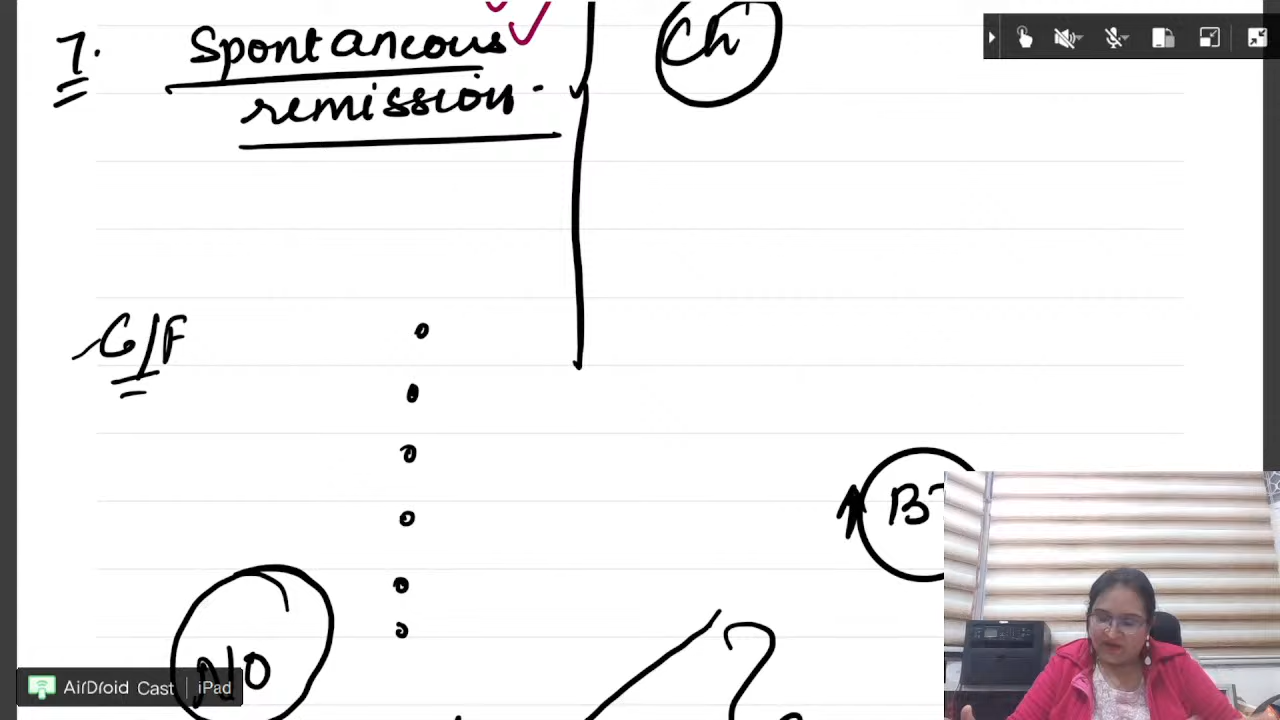 7. Spontaneous
remission.
Ch
C/F
↑ BT
NO
AirDroid Cast | iPad